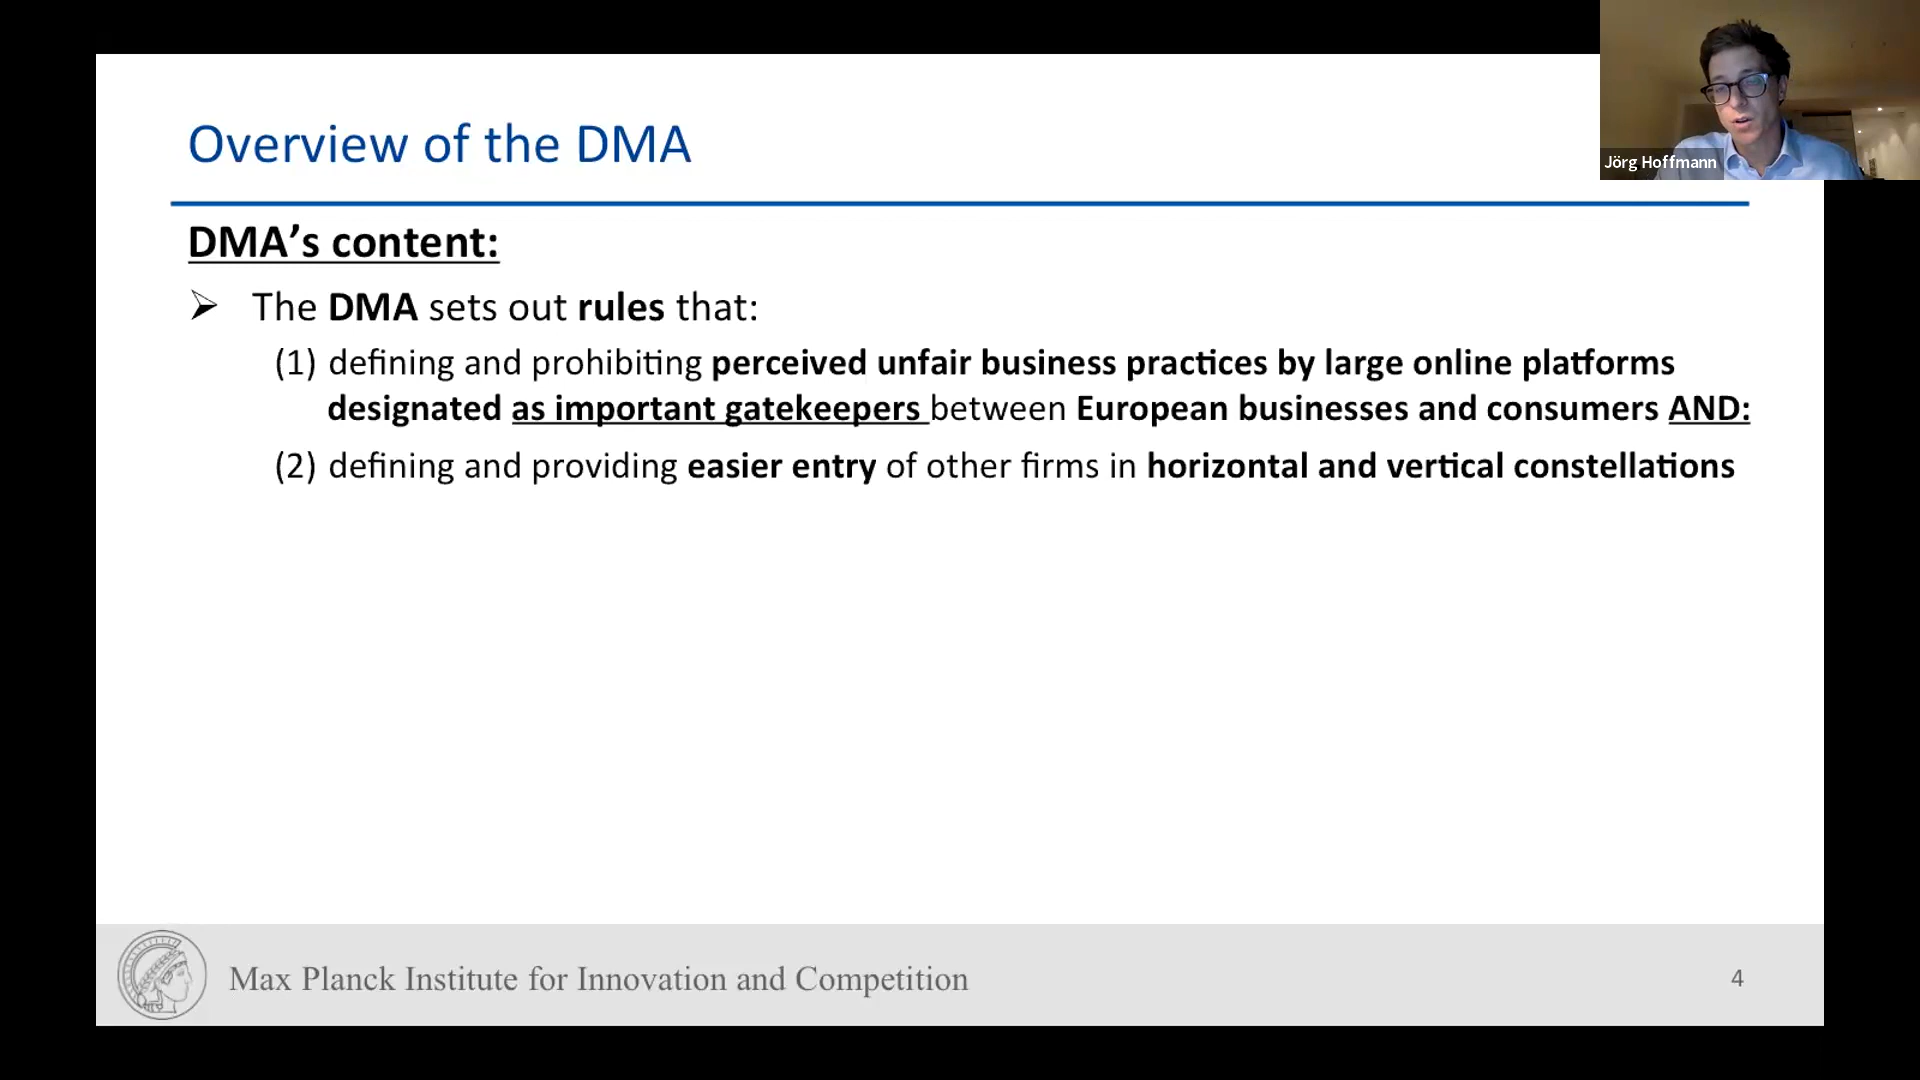 Overview of the DMA
Jörg Hoffmann
DMA’s content:
➢ The DMA sets out rules that:
(1) defining and prohibiting perceived unfair business practices by large online platforms
designated as important gatekeepers between European businesses and consumers AND:
(2) defining and providing easier entry of other firms in horizontal and vertical constellations
Max Planck Institute for Innovation and Competition
4